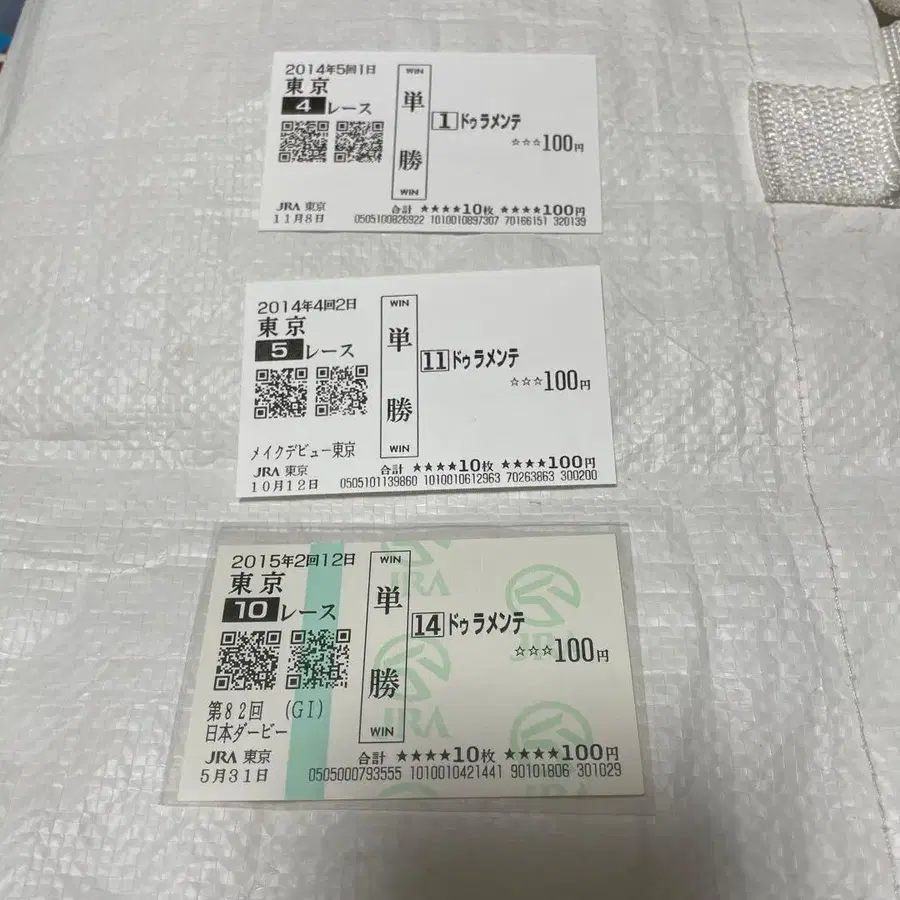 2014年5回1日
東京
4レース
WIN
単勝
WIN
1 ドゥラメンテ
☆☆☆100円
JRA 東京
11月8日
合計 ★★★★10枚 ★★★★100円
0505100826922 1010010897307 70166151 320139
2014年4回2日
東京
5レース
WIN
単勝
WIN
11 ドゥラメンテ
☆☆☆100円
メイクデビュー東京
JRA 東京
10月12日
合計 ★★★★10枚 ★★★★100円
0505101139860 1010010612963 70263863 300200
2015年2回12日
東京
10レース
WIN
単勝
WIN
14 ドゥラメンテ
☆☆☆100円
第82回 (GI)
日本ダービー
JRA 東京
5月31日
合計 ★★★★10枚 ★★★★100円
0505000793555 1010010421441 90101806 301029
JRA
JRA
JRA
JRA